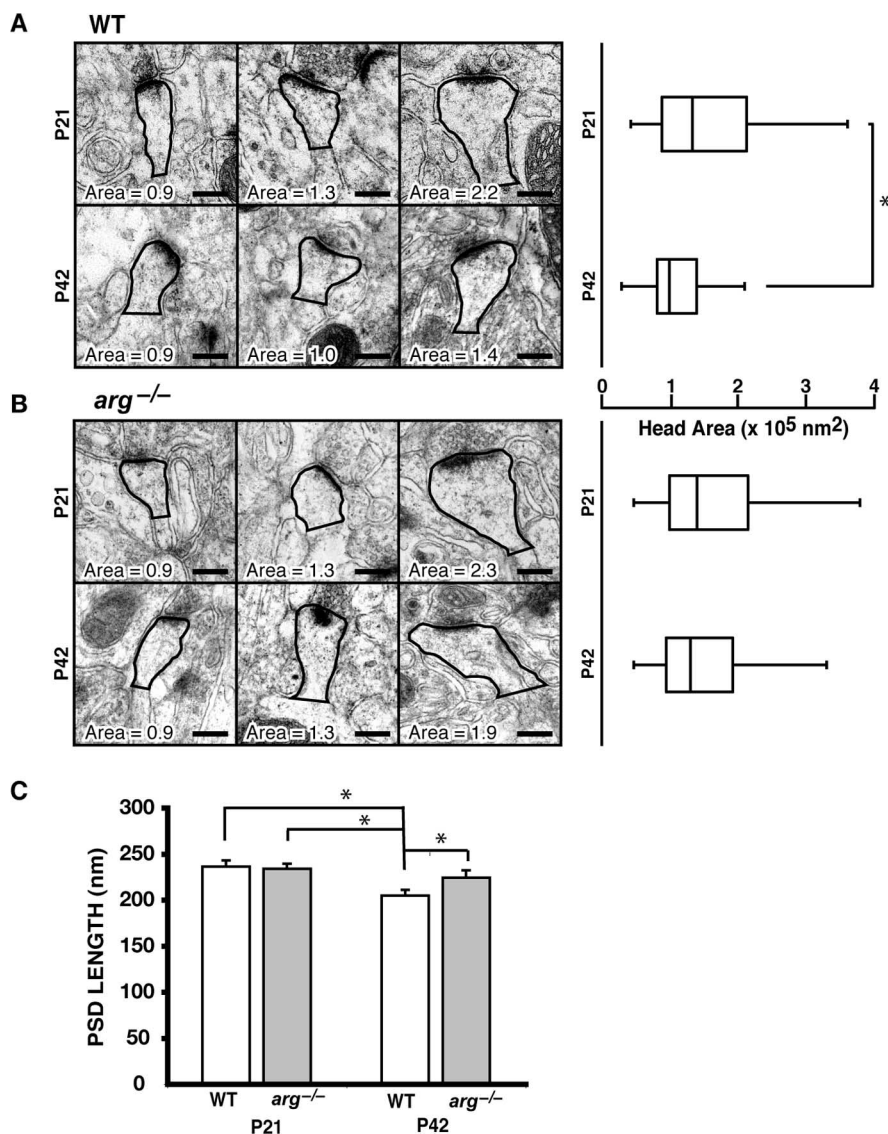 A
WT
P21
Area = 0.9
Area = 1.3
Area = 2.2
P42
Area = 0.9
Area = 1.0
Area = 1.4
P21
*
P42
0 1 2 3 4
Head Area (x 10⁵ nm²)
B
arg⁻/⁻
P21
Area = 0.9
Area = 1.3
Area = 2.3
P42
Area = 0.9
Area = 1.3
Area = 1.9
P21
P42
C
PSD LENGTH (nm)
300
250
200
150
100
50
0
*
*
*
WT arg⁻/⁻ WT arg⁻/⁻
P21 P42